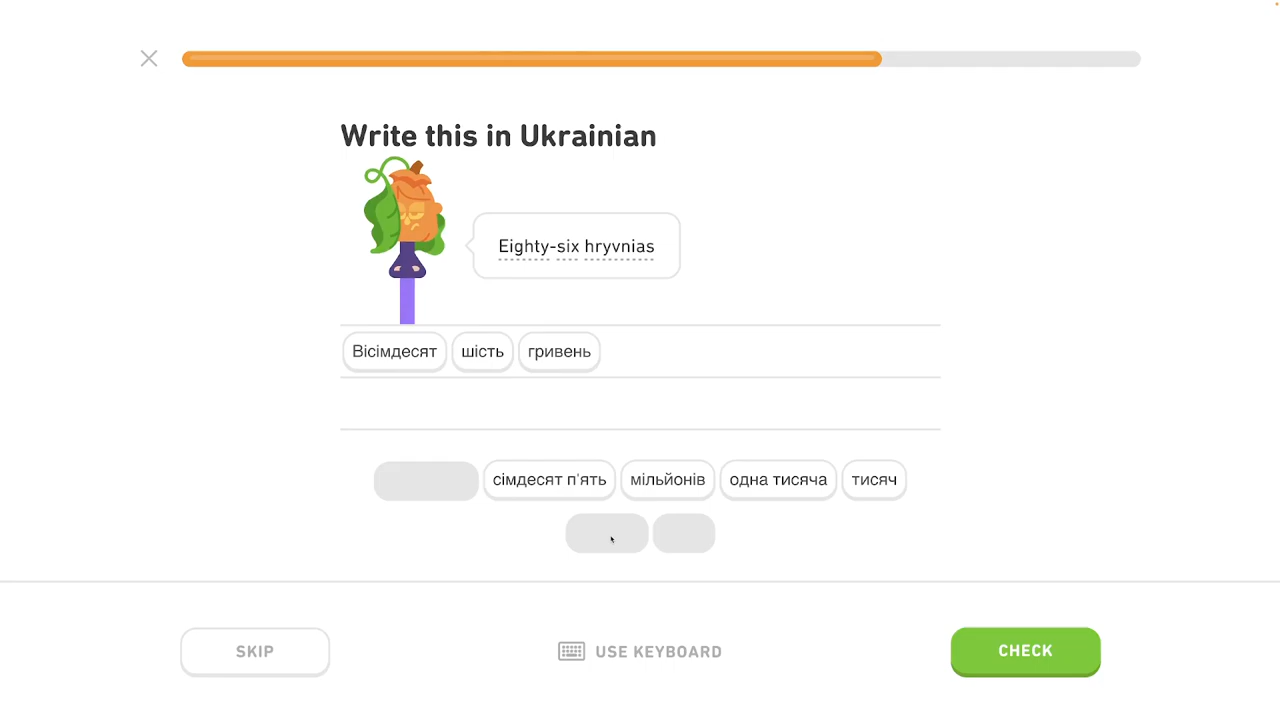 Write this in Ukrainian
Eighty-six hryvnias
Вісімдесят шість гривень
сімдесят п'ять мільйонів одна тисяча тисяч
SKIP USE KEYBOARD CHECK